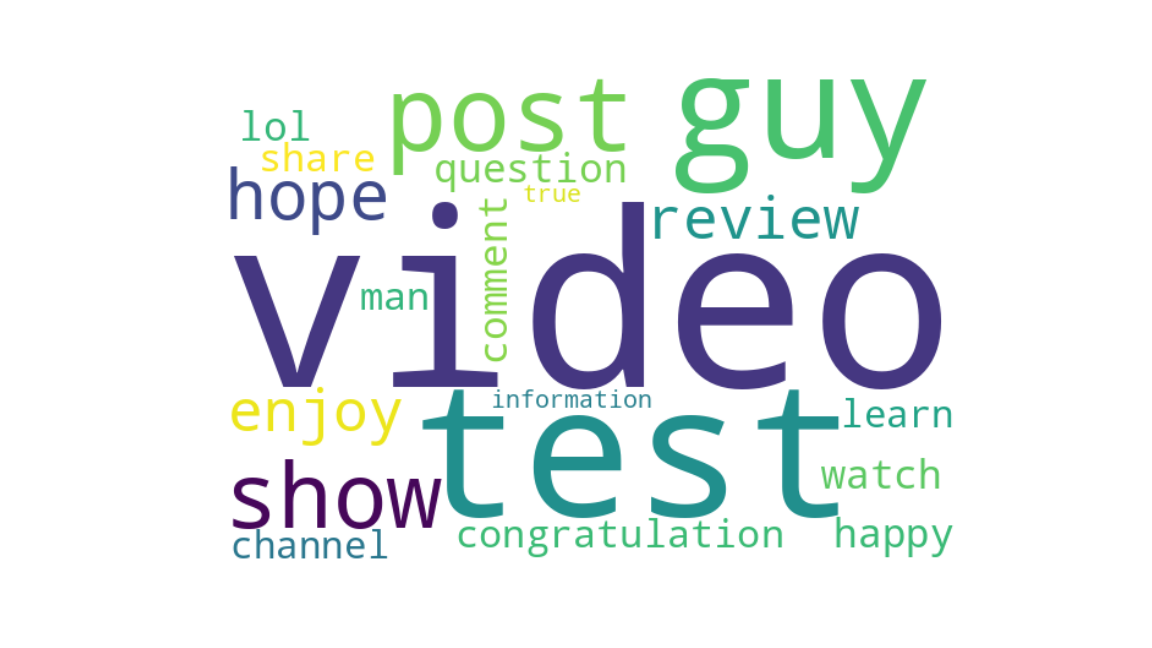 post
guy
lol
share
question
hope
true
review
video
man
comment
enjoy
information
test
learn
show
watch
channel
congratulation
happy